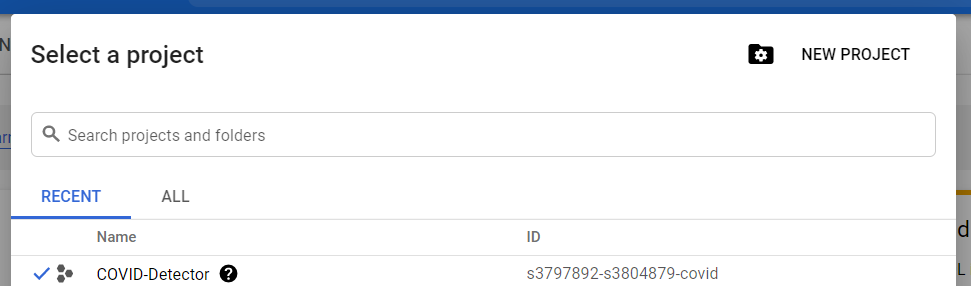 Select a project
NEW PROJECT
Search projects and folders
RECENT ALL
Name ID
COVID-Detector ? s3797892-s3804879-covid